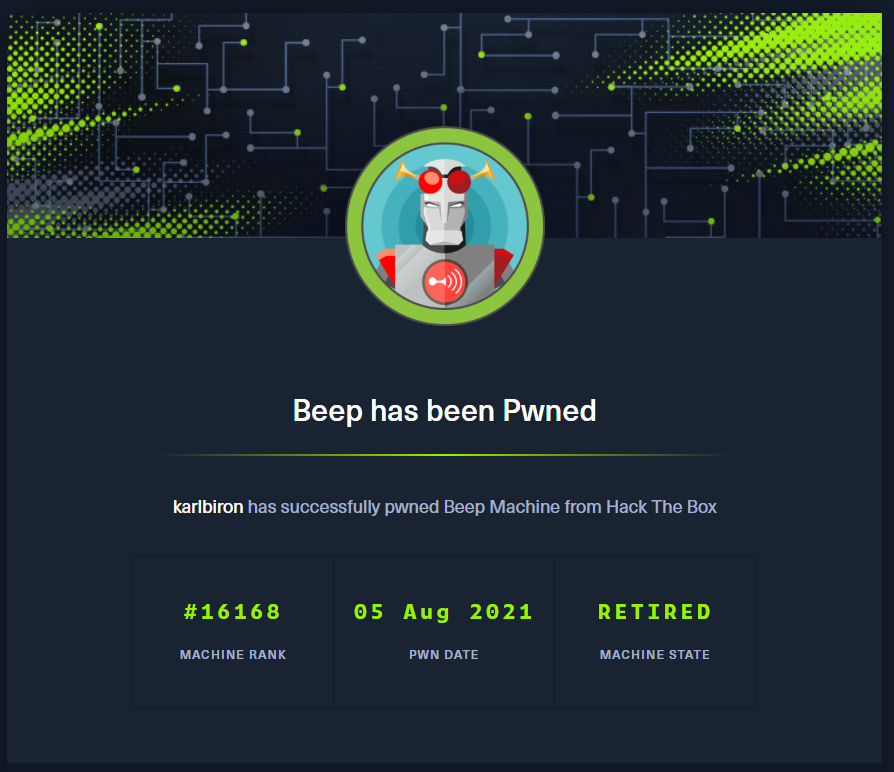 Beep has been Pwned
karlbiron has successfully pwned Beep Machine from Hack The Box
#16168
MACHINE RANK
05 Aug 2021
PWN DATE
RETIRED
MACHINE STATE